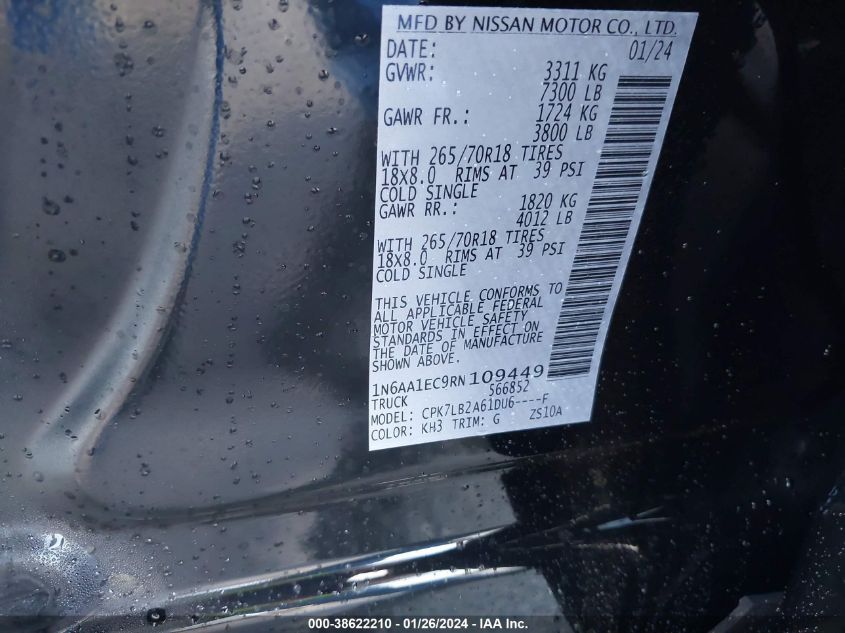 MFD BY NISSAN MOTOR CO., LTD.
DATE: 01/24
GVWR: 3311 KG
7300 LB
GAWR FR.: 1724 KG
3800 LB
WITH 265/70R18 TIRES
18X8.0 RIMS AT 39 PSI
COLD SINGLE
GAWR RR.: 1820 KG
4012 LB
WITH 265/70R18 TIRES
18X8.0 RIMS AT 39 PSI
COLD SINGLE
THIS VEHICLE CONFORMS TO
ALL APPLICABLE FEDERAL
MOTOR VEHICLE SAFETY
STANDARDS IN EFFECT ON
THE DATE OF MANUFACTURE
SHOWN ABOVE.
1N6AA1EC9RN109449
TRUCK 566852
MODEL: CPK7LB2A61DU6----F
COLOR: KH3 TRIM: G ZS10A
000-38622210 - 01/26/2024 - IAA Inc.